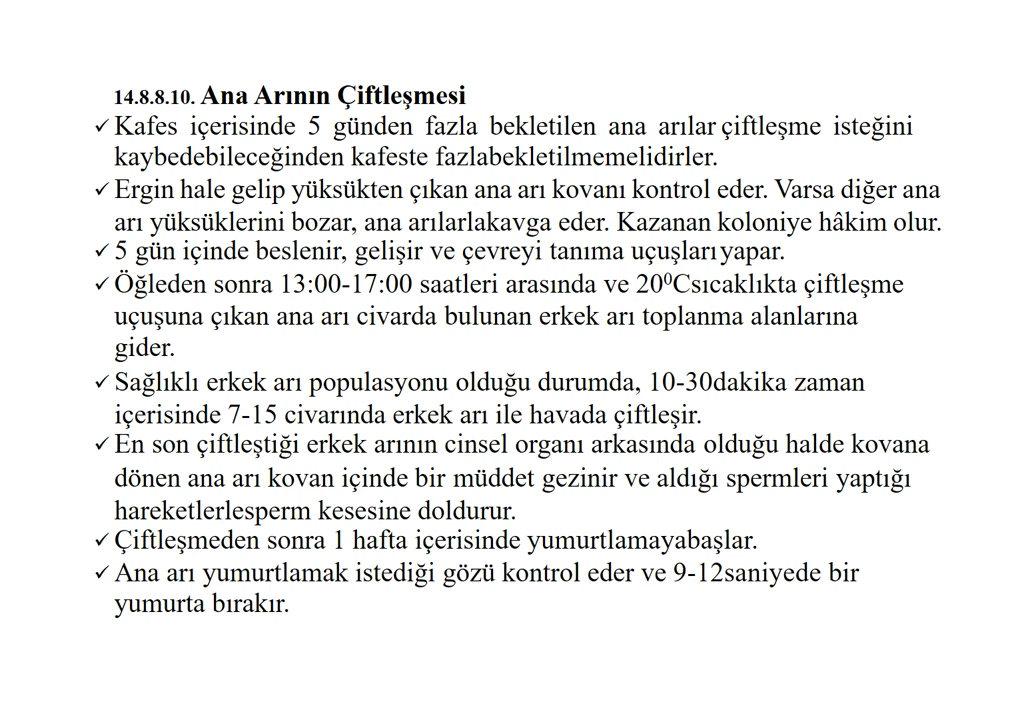 14.8.8.10. Ana Arının Çiftleşmesi
✓ Kafes içerisinde 5 günden fazla bekletilen ana arılar çiftleşme isteğini
kaybedebileceğinden kafeste fazlabekletilmemelidirler.
✓ Ergin hale gelip yüksükten çıkan ana arı kovanı kontrol eder. Varsa diğer ana
arı yüksüklerini bozar, ana arılarlakavga eder. Kazanan koloniye hâkim olur.
✓ 5 gün içinde beslenir, gelişir ve çevreyi tanıma uçuşlarıyapar.
✓ Öğleden sonra 13:00-17:00 saatleri arasında ve 20⁰Csıcaklıkta çiftleşme
uçuşuna çıkan ana arı civarda bulunan erkek arı toplanma alanlarına
gider.
✓ Sağlıklı erkek arı populasyonu olduğu durumda, 10-30dakika zaman
içerisinde 7-15 civarında erkek arı ile havada çiftleşir.
✓ En son çiftleştiği erkek arının cinsel organı arkasında olduğu halde kovana
dönen ana arı kovan içinde bir müddet gezinir ve aldığı spermleri yaptığı
hareketlerlesperm kesesine doldurur.
✓ Çiftleşmeden sonra 1 hafta içerisinde yumurtlamayabaşlar.
✓ Ana arı yumurtlamak istediği gözü kontrol eder ve 9-12saniyede bir
yumurta bırakır.